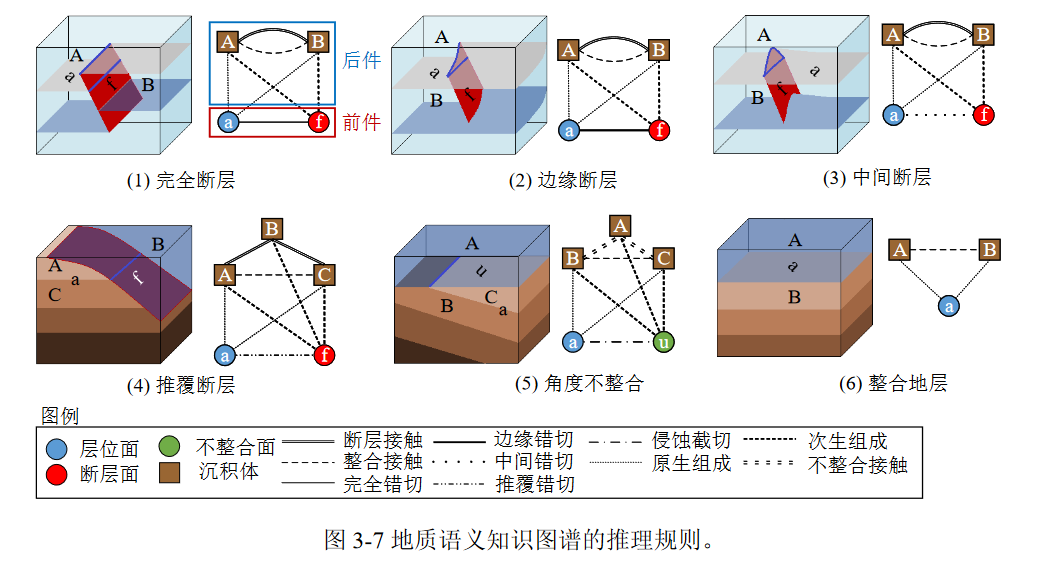 A
a
f
B
A
B
a
f
后件
前件
(1) 完全断层
A
a
B
f
A
B
a
f
(2) 边缘断层
A
a
B
f
A
B
a
f
(3) 中间断层
B
A
a
C
f
B
A
C
a
f
(4) 推覆断层
A
u
B
C
a
A
B
C
a
u
(5) 角度不整合
A
a
B
A
B
a
(6) 整合地层
图例
层位面 不整合面 断层接触 边缘错切 侵蚀截切 次生组成
断层面 沉积体 整合接触 中间错切 原生组成 不整合接触
完全错切 推覆错切
图 3-7 地质语义知识图谱的推理规则。